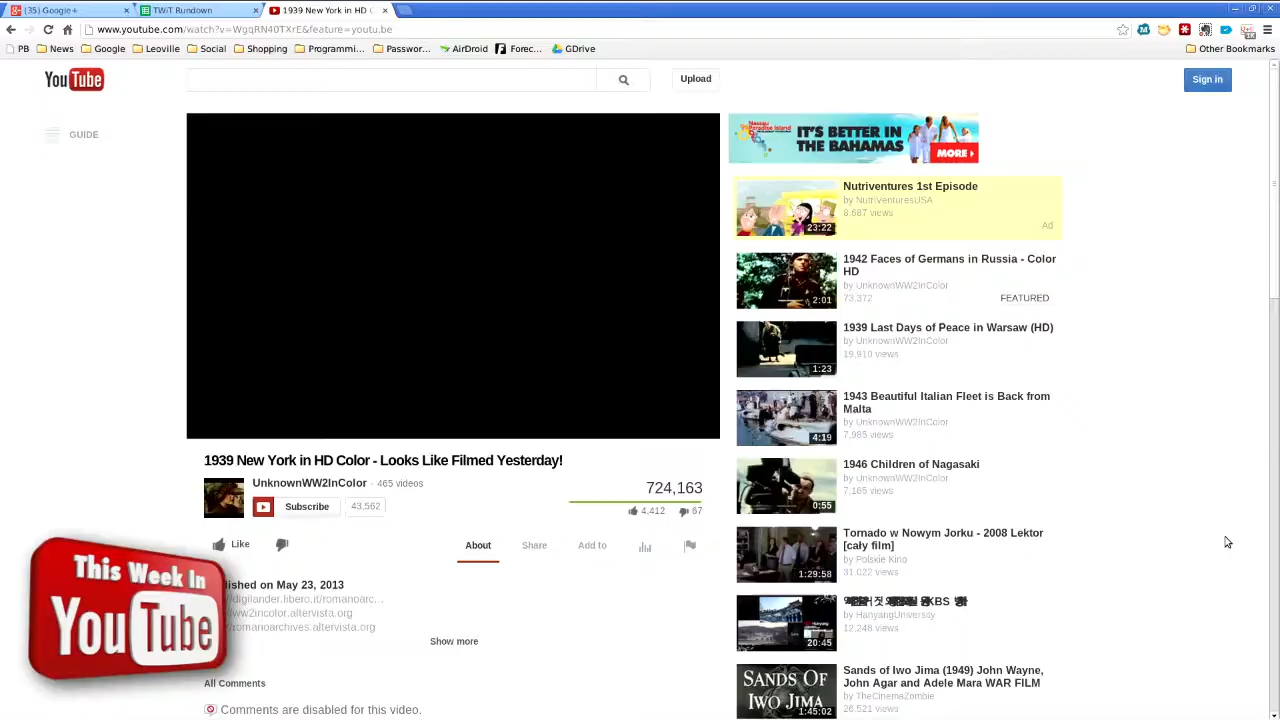 (35) Google+
TWiT Rundown
1939 New York in HD C
www.youtube.com/watch?v=WgqRN40TXrE&feature=youtu.be
PB News Google Leoville Social Shopping Programmi... Passwor... AirDroid Forec... GDrive Other Bookmarks
YouTube
Upload
Sign in
GUIDE
IT'S BETTER IN
THE BAHAMAS
MORE
Nutriventures 1st Episode
by NutriVenturesUSA
8,687 views
Ad
23:22
1942 Faces of Germans in Russia - Color
HD
by UnknownWW2InColor
73,372
FEATURED
2:01
1939 Last Days of Peace in Warsaw (HD)
by UnknownWW2InColor
19,910 views
1:23
1943 Beautiful Italian Fleet is Back from
Malta
by UnknownWW2InColor
7,985 views
4:19
1946 Children of Nagasaki
by UnknownWW2InColor
7,165 views
0:55
Tornado w Nowym Jorku - 2008 Lektor
[cały film]
by Polskie Kino
31,022 views
1:29:58
KBS
by HanyangUniversity
12,248 views
20:45
Sands of Iwo Jima (1949) John Wayne,
John Agar and Adele Mara WAR FILM
by TheCinemaZombie
26,521 views
SANDS OF
IWO JIMA
1:45:02
1939 New York in HD Color - Looks Like Filmed Yesterday!
UnknownWW2InColor · 465 videos
Subscribe 43,562
724,163
4,412 67
Like
About Share Add to
lished on May 23, 2013
//digilander.libero.it/romanoarc...
ww2incolor.altervista.org
/romanoarchives.altervista.org
Show more
This Week In
YouTube
All Comments
Comments are disabled for this video.